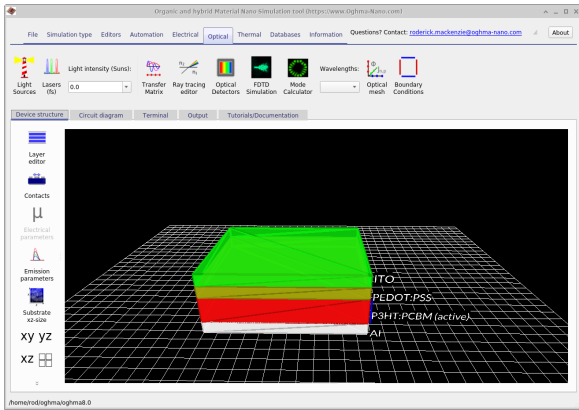 Organic and hybrid Material Nano Simulation tool (https://www.Oghma-Nano.com)
File Simulation type Editors Automation Electrical Optical Thermal Databases Information Questions? Contact: roderick.mackenzie@oghma-nano.com About
Light intensity (Suns): Wavelengths:
0.0
Light Sources
Lasers (fs)
Transfer Matrix
Ray tracing editor
Optical Detectors
FDTD Simulation
Mode Calculator
Optical mesh
Boundary Conditions
Device structure Circuit diagram Terminal Output Tutorials/Documentation
Layer editor
Contacts
μ
Electrical parameters
Emission parameters
Substrate xz-size
xy yz
xz
ITO
PEDOT:PSS
P3HT:PCBM (active)
Al
/home/rod/oghma/oghma8.0